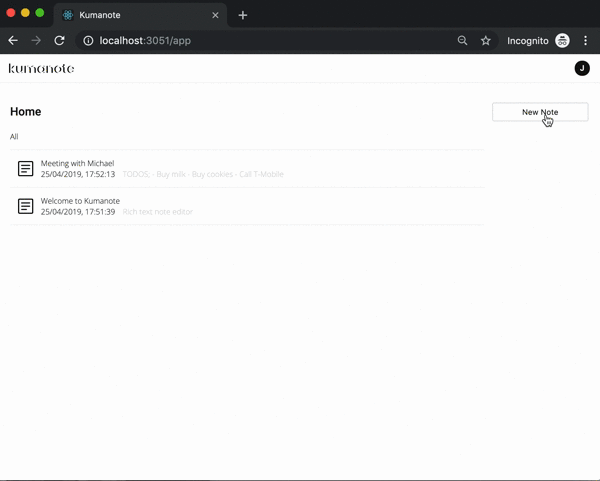 Kumanote
localhost:3051/app
Incognito
kumanote
J
Home
New Note
All
Meeting with Michael
25/04/2019, 17:52:13 TODOS: - Buy milk - Buy cookies - Call T-Mobile
Welcome to Kumanote
25/04/2019, 17:51:39 Rich text note editor